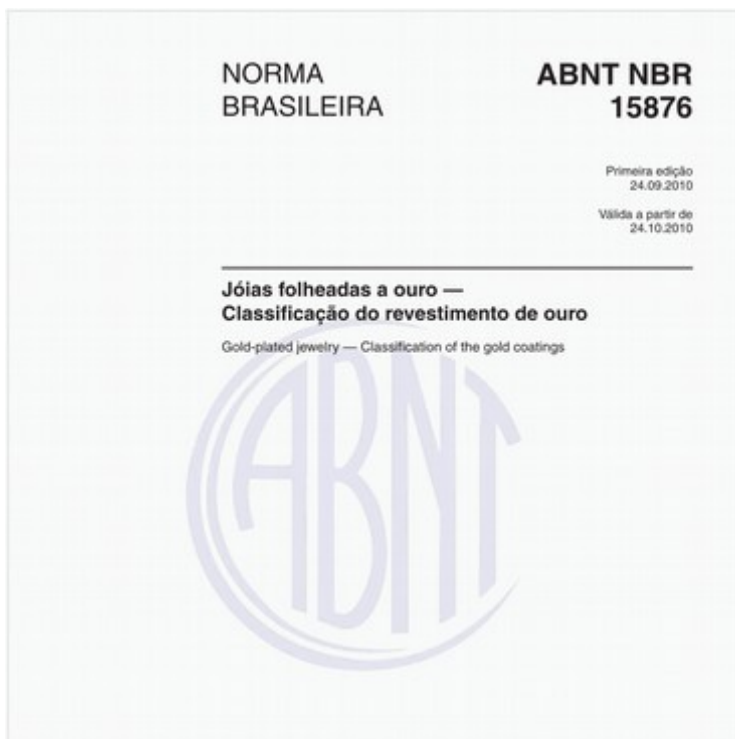 NORMA
BRASILEIRA
ABNT NBR
15876
Primeira edição
24.09.2010
Válida a partir de
24.10.2010
Jóias folheadas a ouro —
Classificação do revestimento de ouro
Gold-plated jewelry — Classification of the gold coatings
ABNT